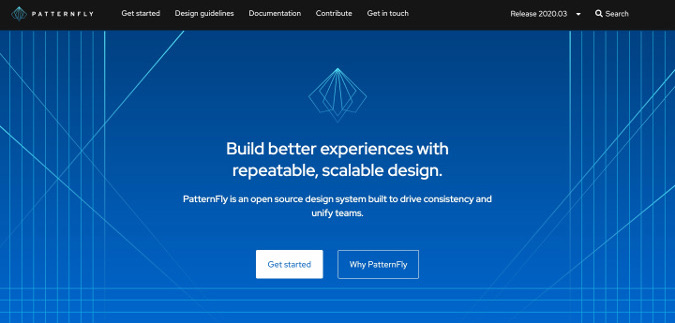 PATTERNFLY Get started Design guidelines Documentation Contribute Get in touch Release 2020.03 Search
Build better experiences with
repeatable, scalable design.
PatternFly is an open source design system built to drive consistency and
unify teams.
Get started Why PatternFly